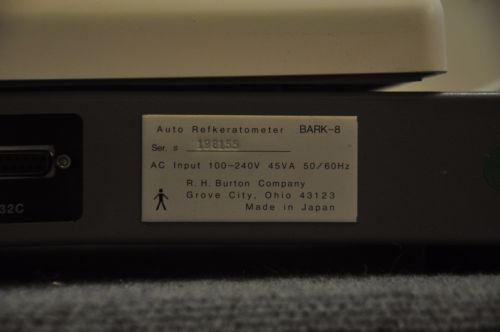 Auto Refkeratometer BARK-8
Ser. s 198155
AC Input 100-240V 45VA 50/60Hz
R. H. Burton Company
Grove City, Ohio 43123
Made in Japan
32C